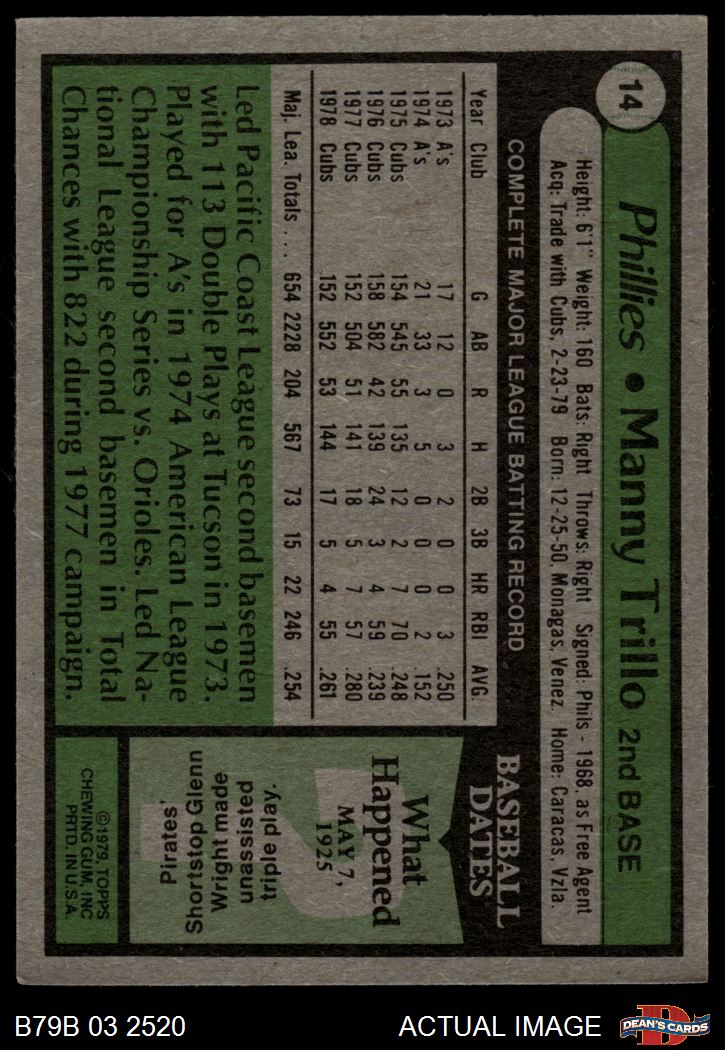 14
Phillies • Manny Trillo 2nd BASE
Height: 6'1" Weight: 160 Bats: Right Throws: Right Signed: Phils - 1968, as Free Agent
Acq: Trade with Cubs, 2-23-79 Born: 12-25-50, Monagas, Venez. Home: Caracas, Vzla.
COMPLETE MAJOR LEAGUE BATTING RECORD
Year Club G AB R H 2B 3B HR RBI AVG.
1973 A's 17 12 0 3 2 0 0 3 .250
1974 A's 21 33 3 5 0 0 0 2 .152
1975 Cubs 154 545 55 135 12 2 7 70 .248
1976 Cubs 158 582 42 139 24 3 4 59 .239
1977 Cubs 152 504 51 141 18 5 7 57 .280
1978 Cubs 152 552 53 144 17 5 4 55 .261
Maj. Lea. Totals .... 654 2228 204 567 73 15 22 246 .254
Led Pacific Coast League second basemen
with 113 Double Plays at Tucson in 1973.
Played for A's in 1974 American League
Championship Series vs. Orioles. Led Na-
tional League second basemen in Total
Chances with 822 during 1977 campaign.
BASEBALL
DATES
What
Happened
MAY 7,
1925
Pirates'
Shortstop Glenn
Wright made
unassisted
triple play.
©1979, TOPPS
CHEWING GUM, INC
PRTD. IN U.S.A.
B79B 03 2520
ACTUAL IMAGE
DEAN'S CARDS